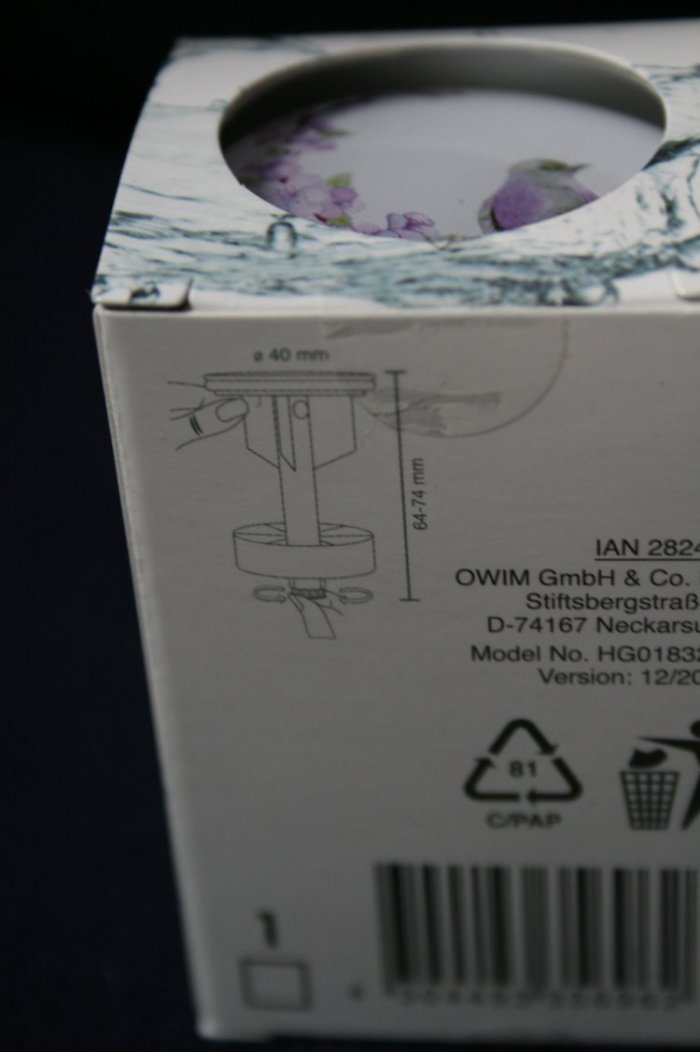 ø 40 mm
64-74 mm
IAN 2824
OWIM GmbH & Co.
Stiftsbergstraß
D-74167 Neckarsu
Model No. HG01832
Version: 12/20
81
C/PAP
1